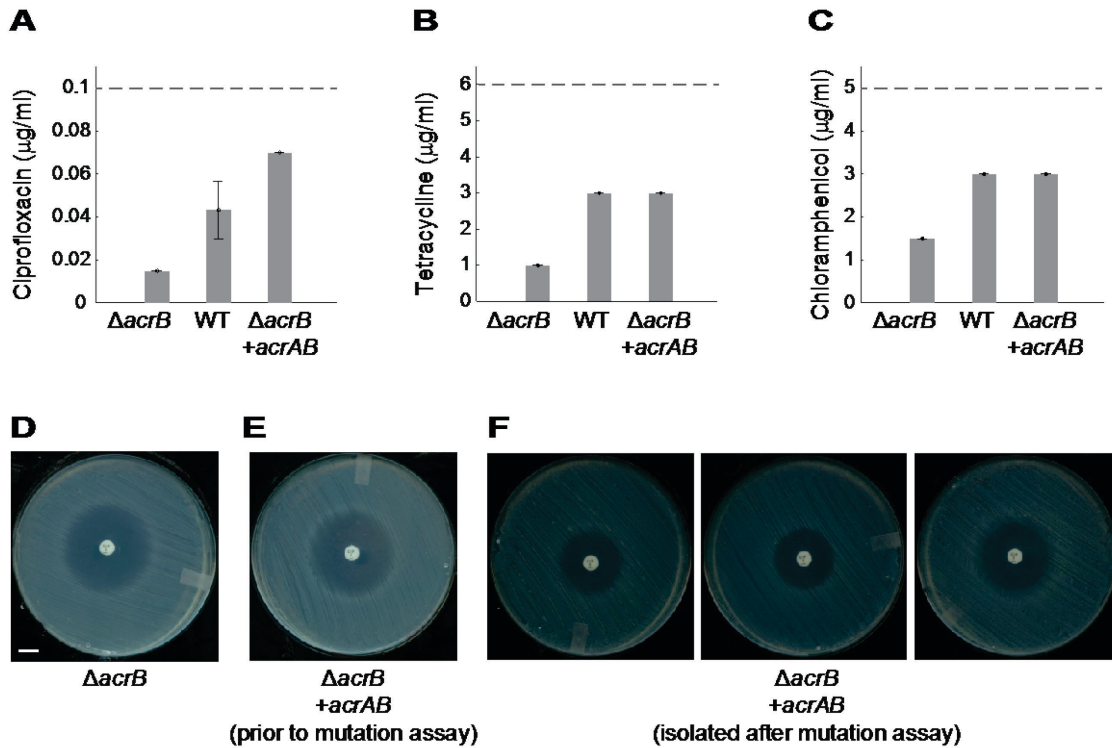 A
Ciprofloxacin (μg/ml)
0.1
0.08
0.06
0.04
0.02
0
ΔacrB
WT
ΔacrB
+acrAB
B
Tetracycline (μg/ml)
6
5
4
3
2
1
0
ΔacrB
WT
ΔacrB
+acrAB
C
Chloramphenicol (μg/ml)
5
4
3
2
1
0
ΔacrB
WT
ΔacrB
+acrAB
D
ΔacrB
E
ΔacrB
+acrAB
(prior to mutation assay)
F
ΔacrB
+acrAB
(isolated after mutation assay)